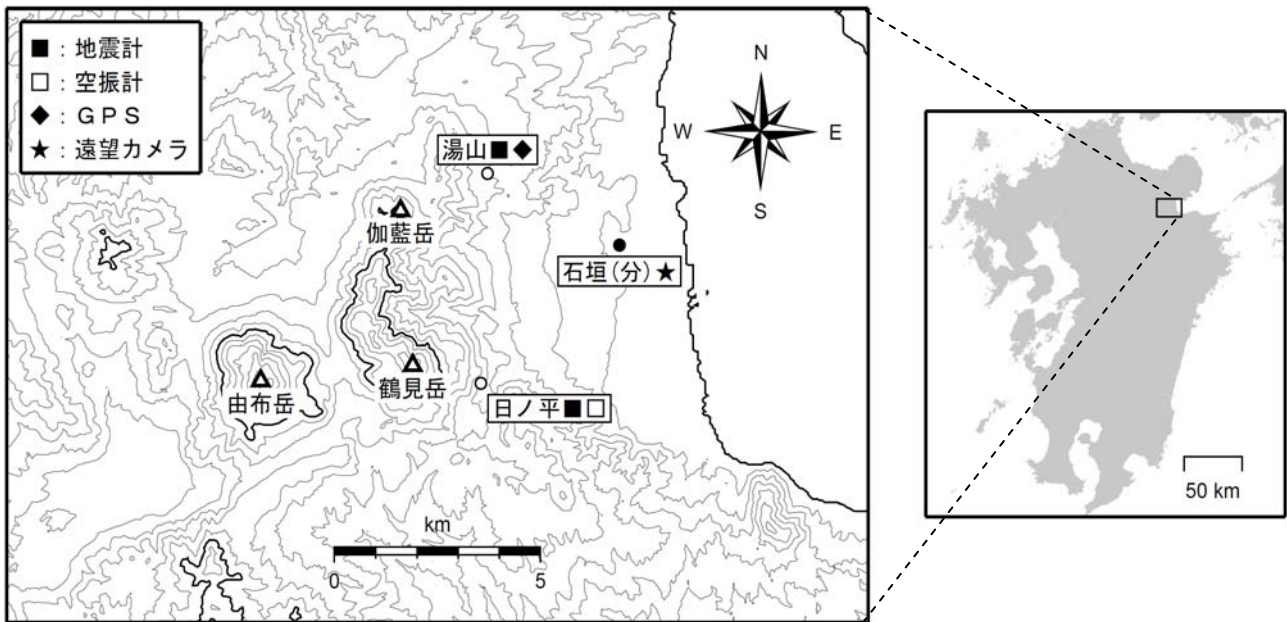 ■：地震計
□：空振計
◆：ＧＰＳ
★：遠望カメラ
N
W E
S
湯山■◆
伽藍岳
石垣(分)★
由布岳
鶴見岳
日ノ平■□
km
0 5
50 km